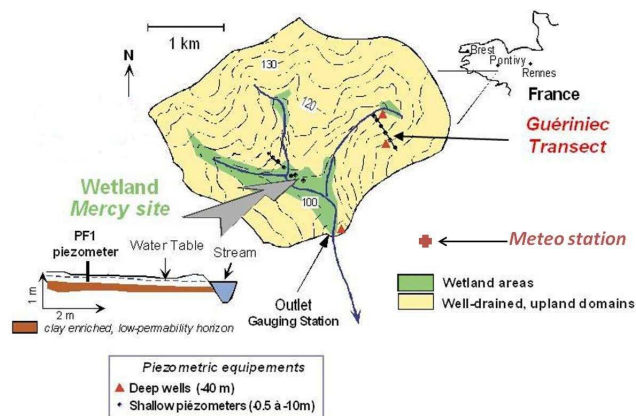 1 km
N
130
120
100
Brest
Pontivy
Rennes
France
Guériniec
Transect
Wetland
Mercy site
PF1
piezometer
Water Table
Stream
1 m
2 m
clay enriched, low-permability horizon
Outlet
Gauging Station
Meteo station
Wetland areas
Well-drained, upland domains
Piezometric equipements
Deep wells (-40 m)
Shallow piézometers (-0.5 à -10m)